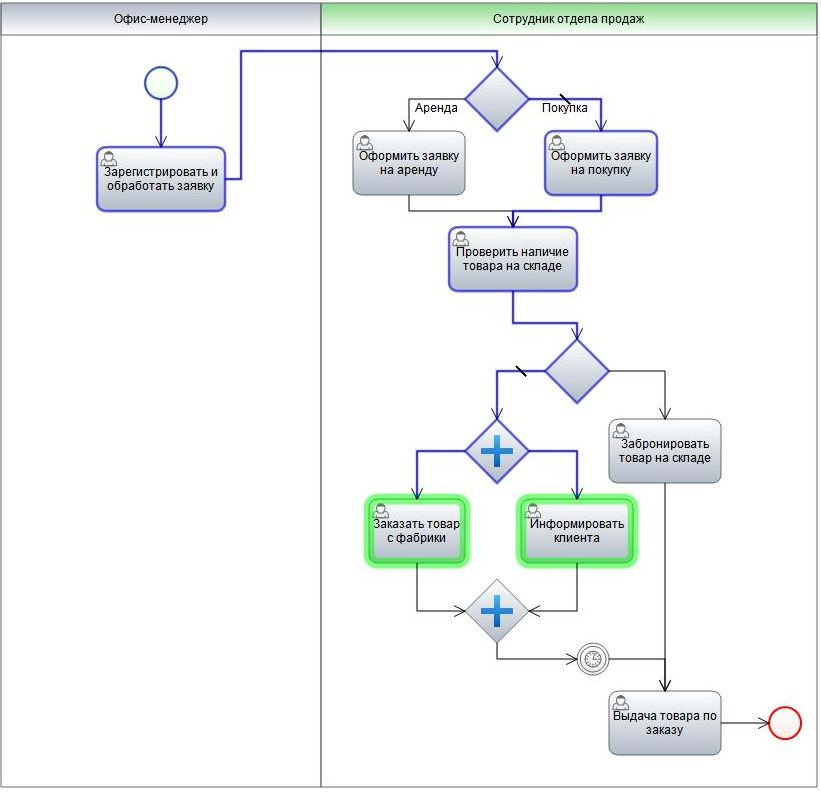 Офис-менеджер
Сотрудник отдела продаж
Аренда
Покупка
Зарегистрировать и
обработать заявку
Оформить заявку
на аренду
Оформить заявку
на покупку
Проверить наличие
товара на складе
Забронировать
товар на складе
Заказать товар
с фабрики
Информировать
клиента
Выдача товара по
заказу